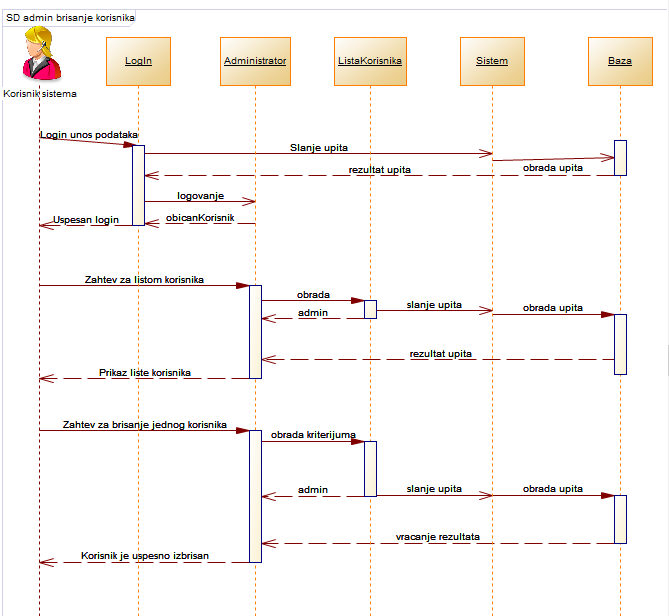 SD admin brisanje korisnika
LogIn
Administrator
ListaKorisnika
Sistem
Baza
Korisnik sistema
Login unos podataka
Slanje upita
obrada upita
rezultat upita
logovanje
obicanKorisnik
Uspesan login
Zahtev za listom korisnika
obrada
slanje upita
obrada upita
admin
rezultat upita
Prikaz liste korisnika
Zahtev za brisanje jednog korisnika
obrada kriterijuma
admin
slanje upita
obrada upita
vracanje rezultata
Korisnik je uspesno izbrisan